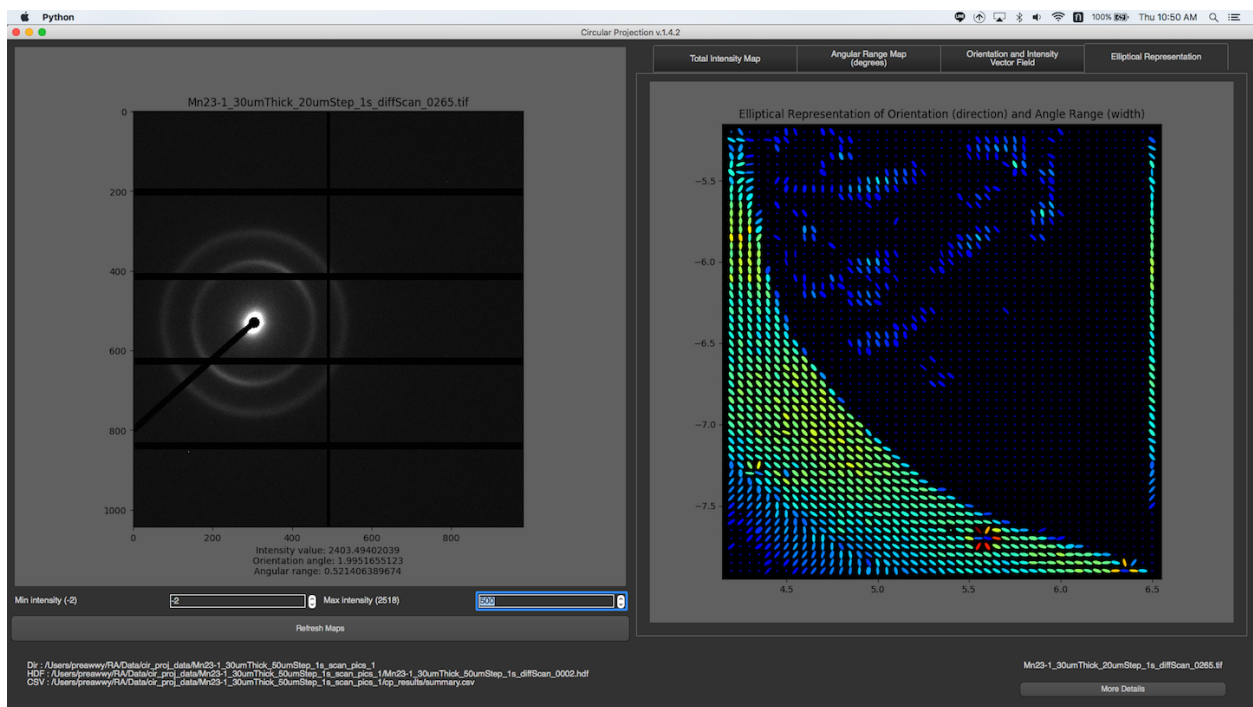 Python
100%
Thu 10:50 AM
Circular Projection v.1.4.2
Total Intensity Map
Angular Range Map
(degrees)
Orientation and Intensity
Vector Field
Elliptical Representation
Mn23-1_30umThick_20umStep_1s_diffScan_0265.tif
0
200
400
600
800
1000
0
200
400
600
800
Intensity value: 2403.49402039
Orientation angle: 1.9951655123
Angular range: 0.521406389674
Elliptical Representation of Orientation (direction) and Angle Range (width)
−5.5
−6.0
−6.5
−7.0
−7.5
4.5
5.0
5.5
6.0
6.5
Min intensity (-2)
-2
Max intensity (2518)
500
Refresh Maps
Dir : /Users/preawwy/RA/Data/cir_proj_data/Mn23-1_30umThick_50umStep_1s_scan_pics_1
HDF : /Users/preawwy/RA/Data/cir_proj_data/Mn23-1_30umThick_50umStep_1s_scan_pics_1/Mn23-1_30umThick_50umStep_1s_diffScan_0002.hdf
CSV : /Users/preawwy/RA/Data/cir_proj_data/Mn23-1_30umThick_50umStep_1s_scan_pics_1/cp_results/summary.csv
Mn23-1_30umThick_20umStep_1s_diffScan_0265.tif
More Details